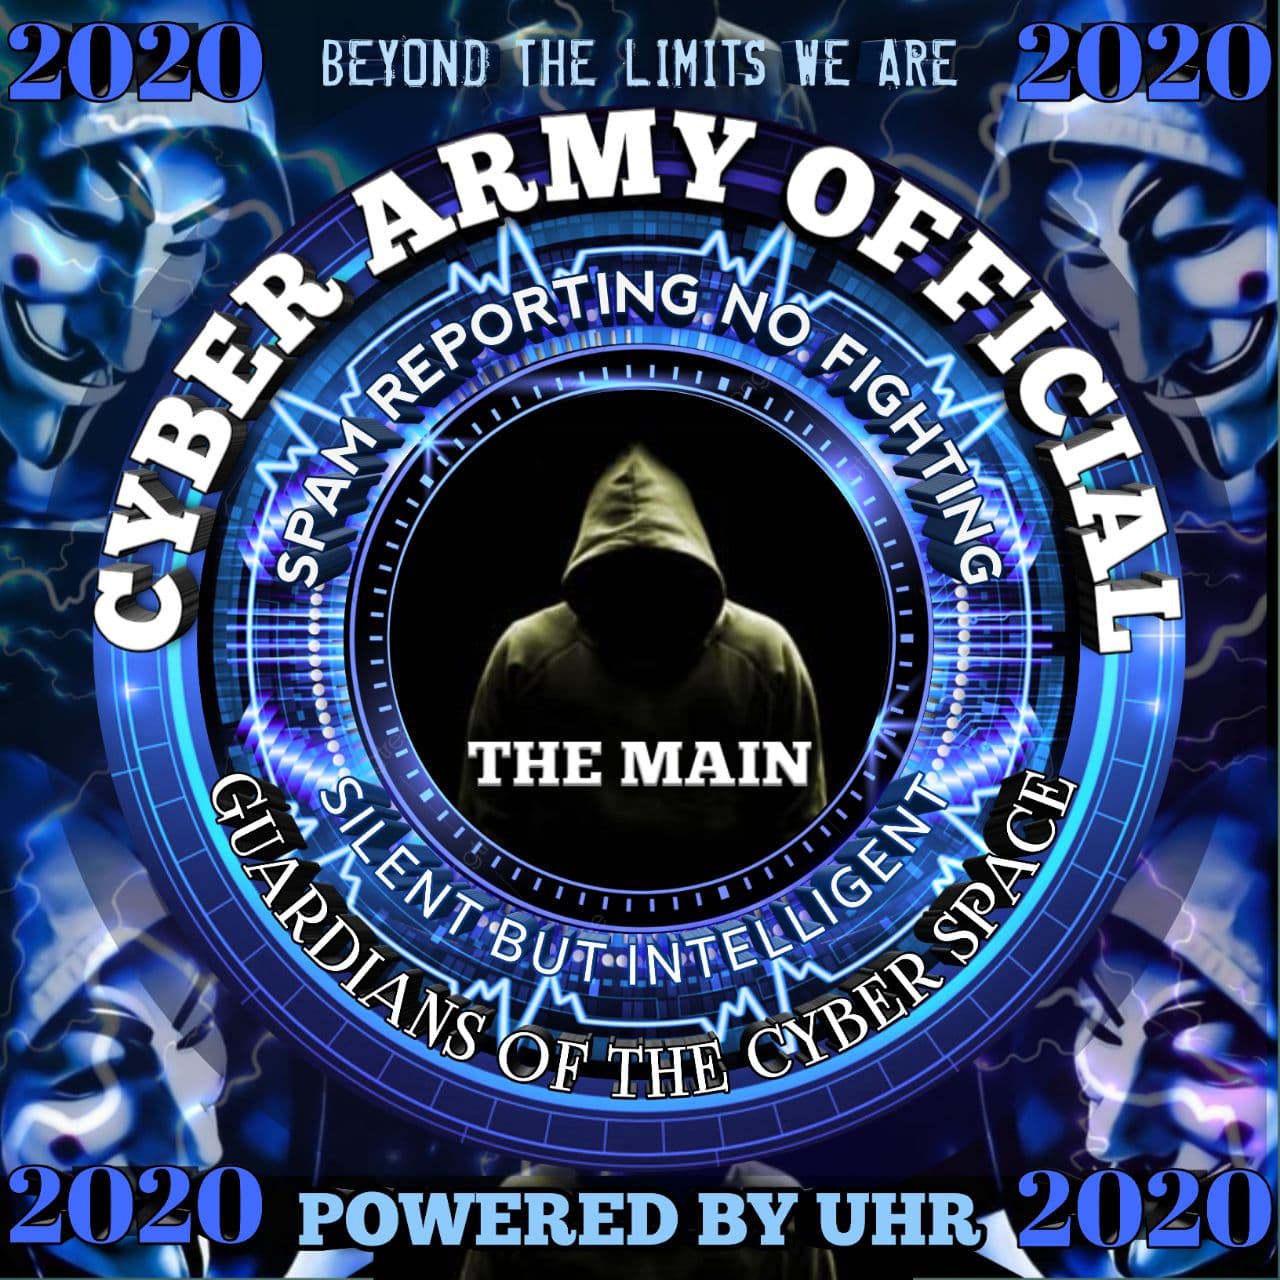 2020
BEYOND THE LIMITS WE ARE
2020
CYBER ARMY OFFICIAL
SPAM REPORTING NO FIGHTING
THE MAIN
SILENT BUT INTELLIGENT
GUARDIANS OF THE CYBER SPACE
2020
POWERED BY UHR
2020